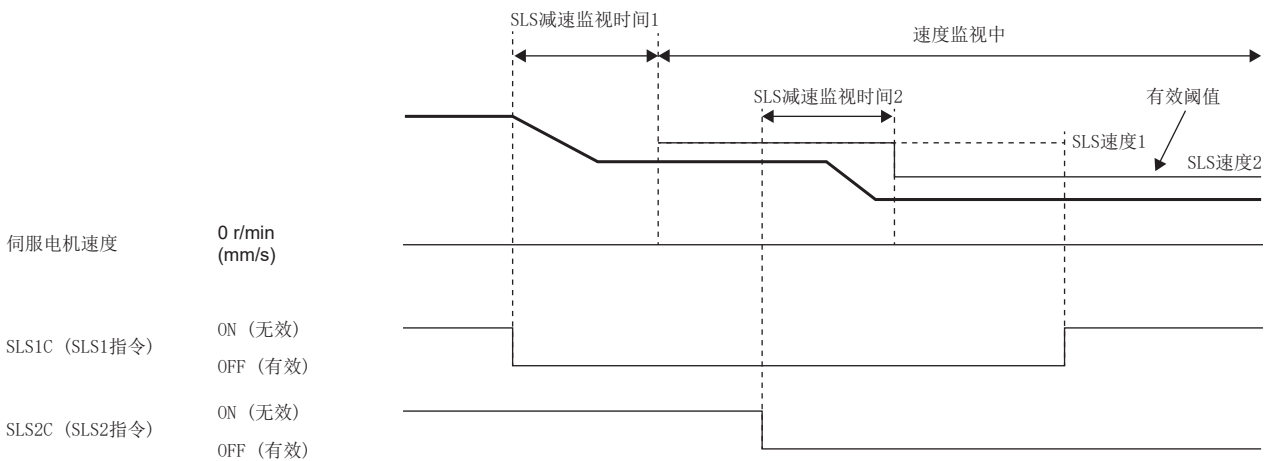 SLS减速监视时间1
速度监视中
SLS减速监视时间2
有效阈值
SLS速度1
SLS速度2
伺服电机速度
0 r/min
(mm/s)
SLS1C (SLS1指令)
ON (无效)
OFF (有效)
SLS2C (SLS2指令)
ON (无效)
OFF (有效)